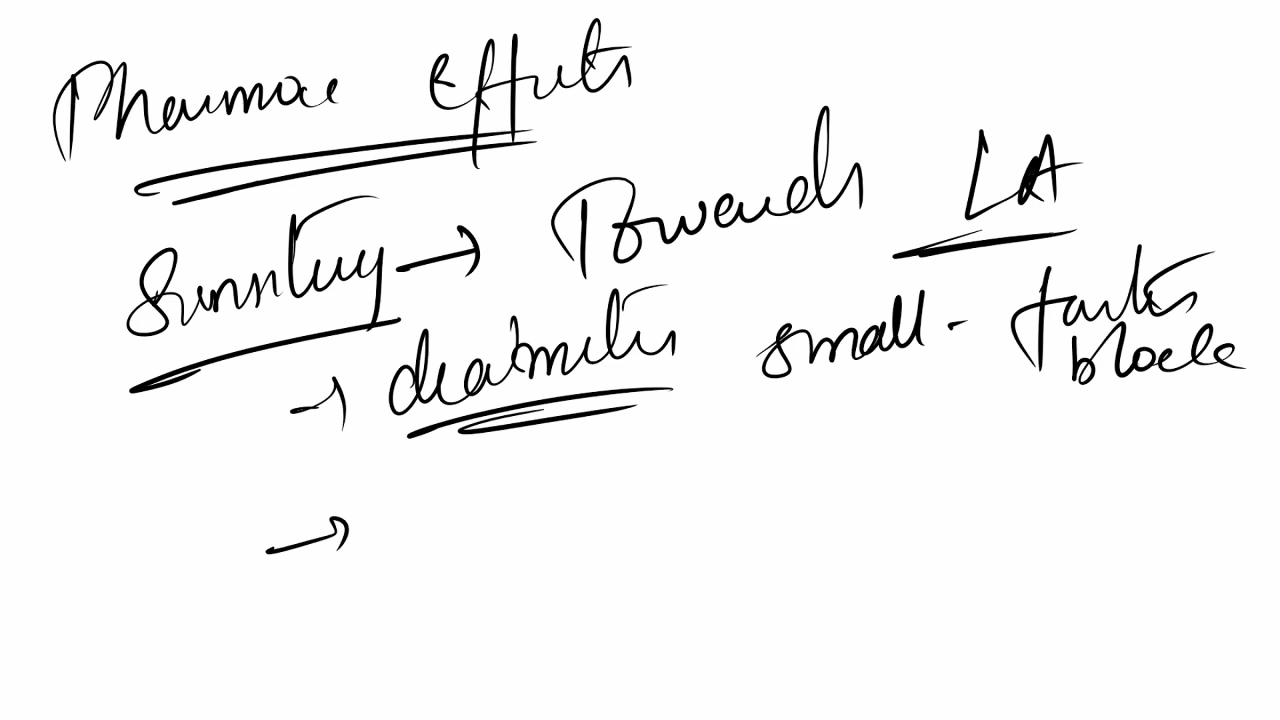 Pharmac Effects
Sensitivity → Towards LA
→ diameter small - faster
block
→